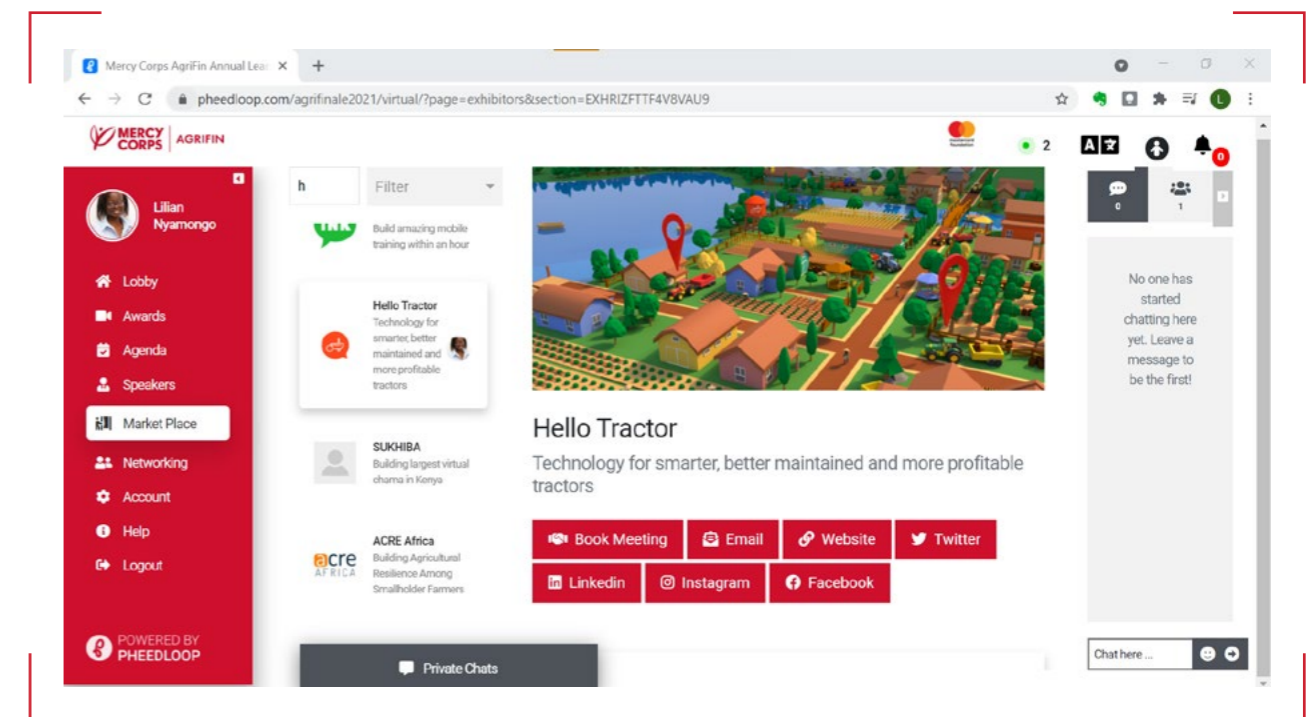 Mercy Corps AgriFin Annual Lear
pheedloop.com/agrifinale2021/virtual/?page=exhibitors&section=EXHRIZFTTF4V8VAU9
L
MERCY
CORPS
AGRIFIN
2
0
Lilian
Nyamongo
Lobby
Awards
Agenda
Speakers
Market Place
Networking
Account
Help
Logout
POWERED BY
PHEEDLOOP
h
Filter
INK
Build amazing mobile
training within an hour
Hello Tractor
Technology for
smarter, better
maintained and
more profitable
tractors
SUKHIBA
Building largest virtual
chama in Kenya
acre
AFRICA
ACRE Africa
Building Agricultural
Resilience Among
Smallholder Farmers
Private Chats
Hello Tractor
Technology for smarter, better maintained and more profitable
tractors
Book Meeting
Email
Website
Twitter
Linkedin
Instagram
Facebook
0
1
No one has
started
chatting here
yet. Leave a
message to
be the first!
Chat here ...